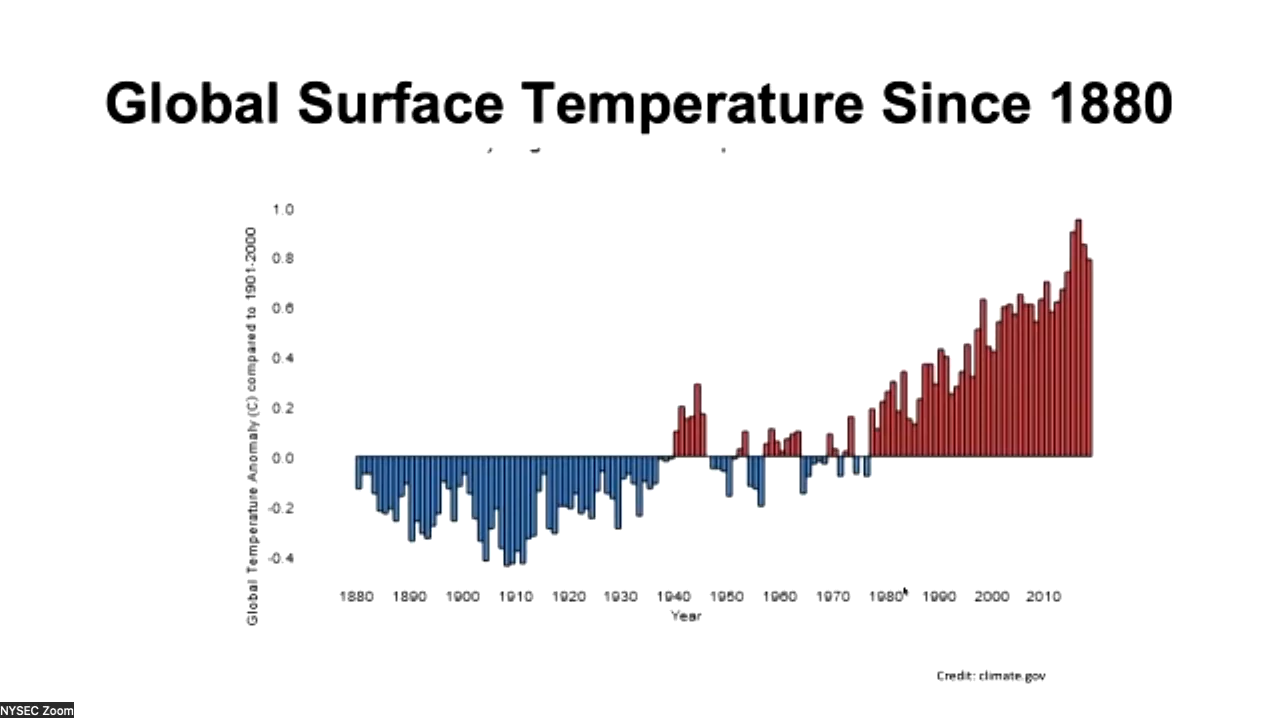 Global Surface Temperature Since 1880
Global Temperature Anomaly (C) compared to 1901-2000
1.0
0.8
0.6
0.4
0.2
0.0
-0.2
-0.4
1880 1890 1900 1910 1920 1930 1940 1950 1960 1970 1980 1990 2000 2010
Year
Credit: climate.gov
NYSEC Zoom